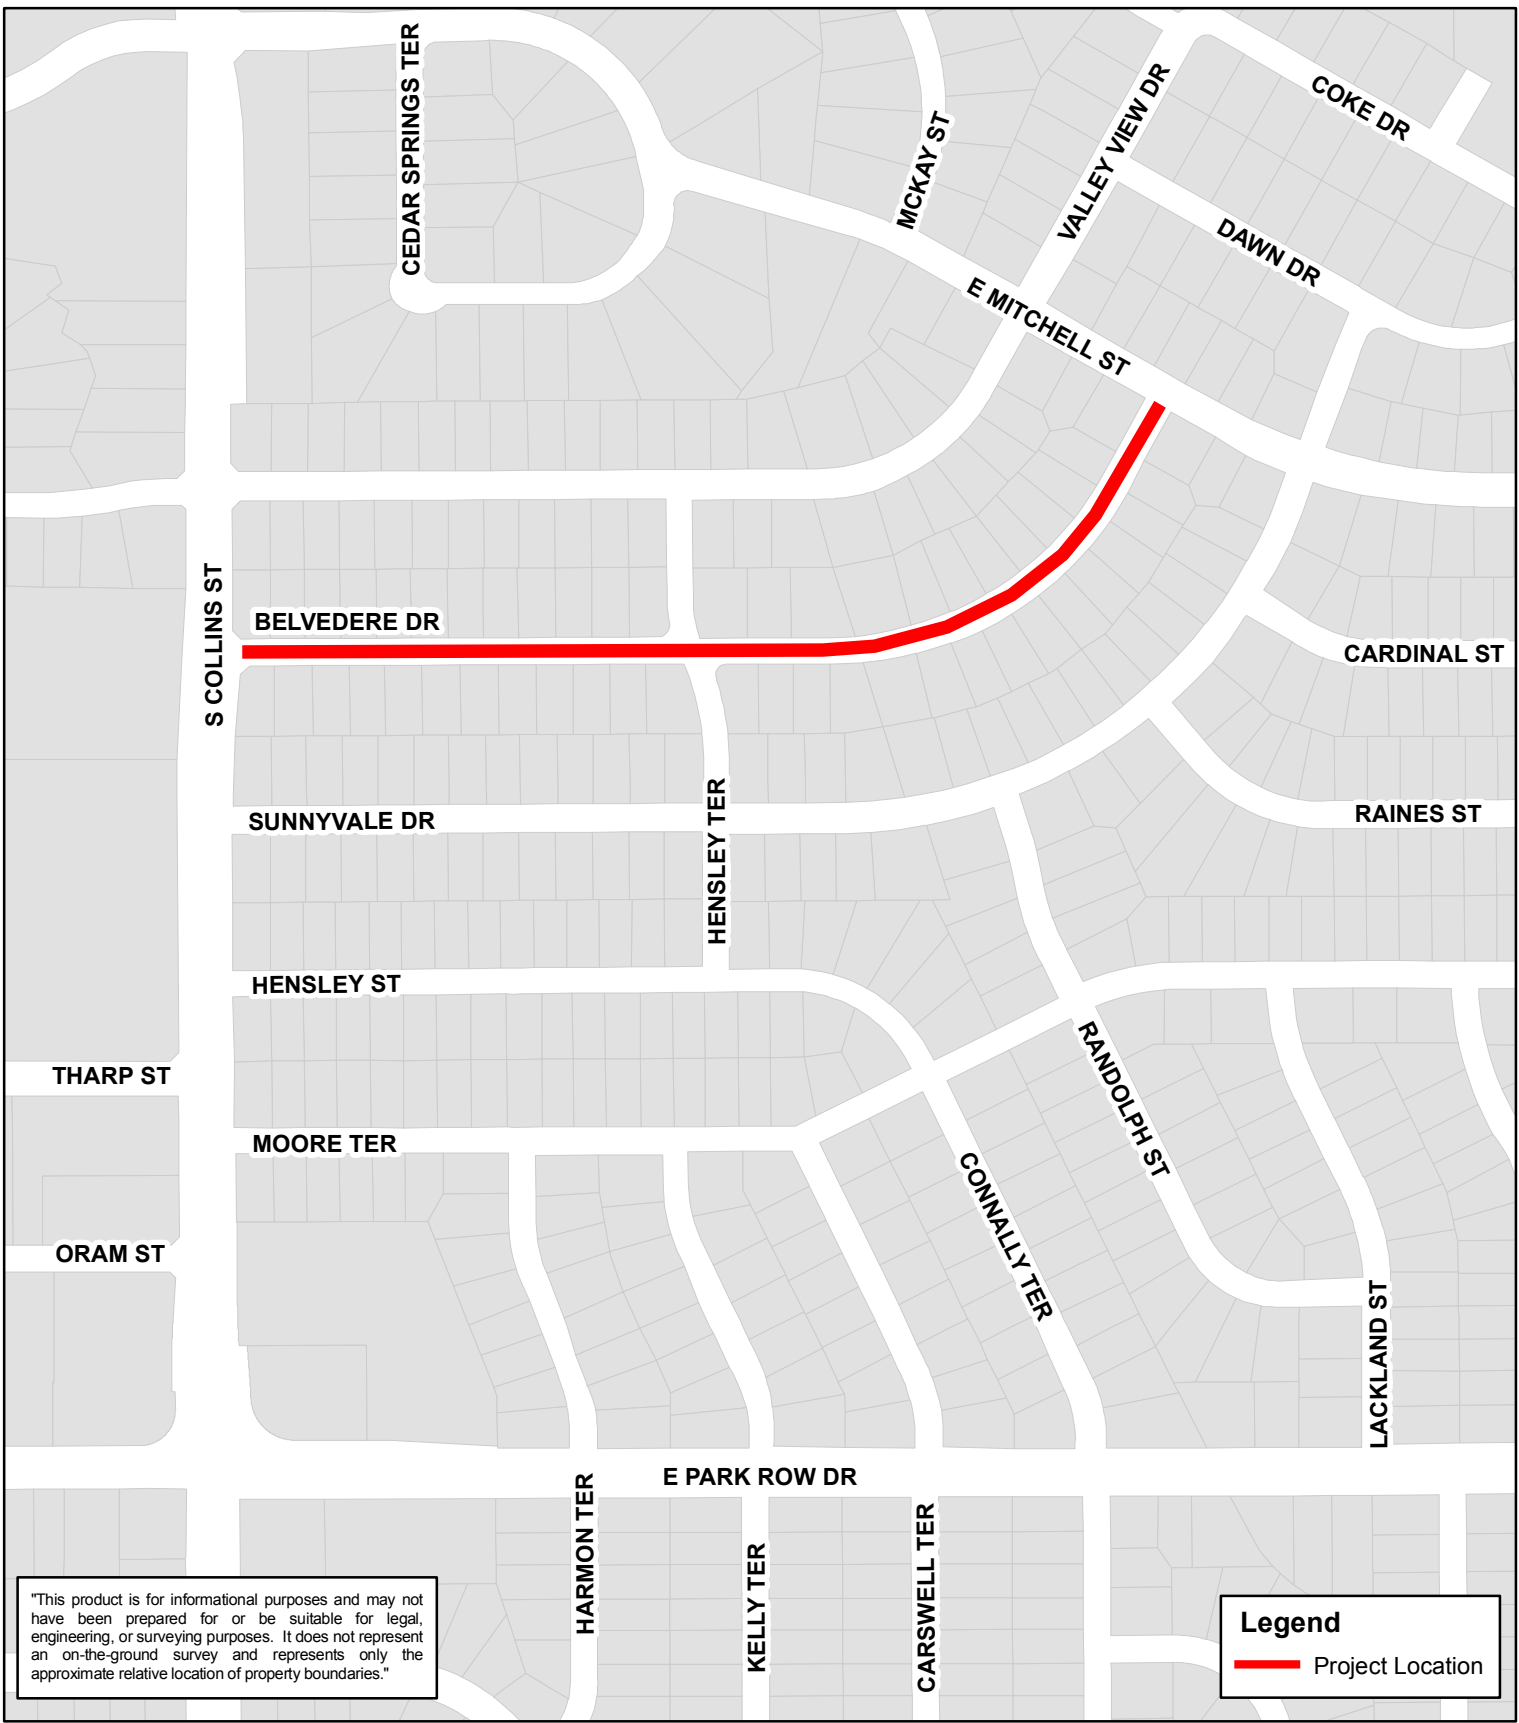 CEDAR SPRINGS TER
MCKAY ST
VALLEY VIEW DR
COKE DR
DAWN DR
E MITCHELL ST
S COLLINS ST
BELVEDERE DR
CARDINAL ST
SUNNYVALE DR
HENSLEY TER
RAINES ST
HENSLEY ST
THARP ST
RANDOLPH ST
MOORE TER
CONNALLY TER
ORAM ST
LACKLAND ST
E PARK ROW DR
HARMON TER
KELLY TER
CARSWELL TER
"This product is for informational purposes and may not
have been prepared for or be suitable for legal,
engineering, or surveying purposes. It does not represent
an on-the-ground survey and represents only the
approximate relative location of property boundaries."
Legend
Project Location